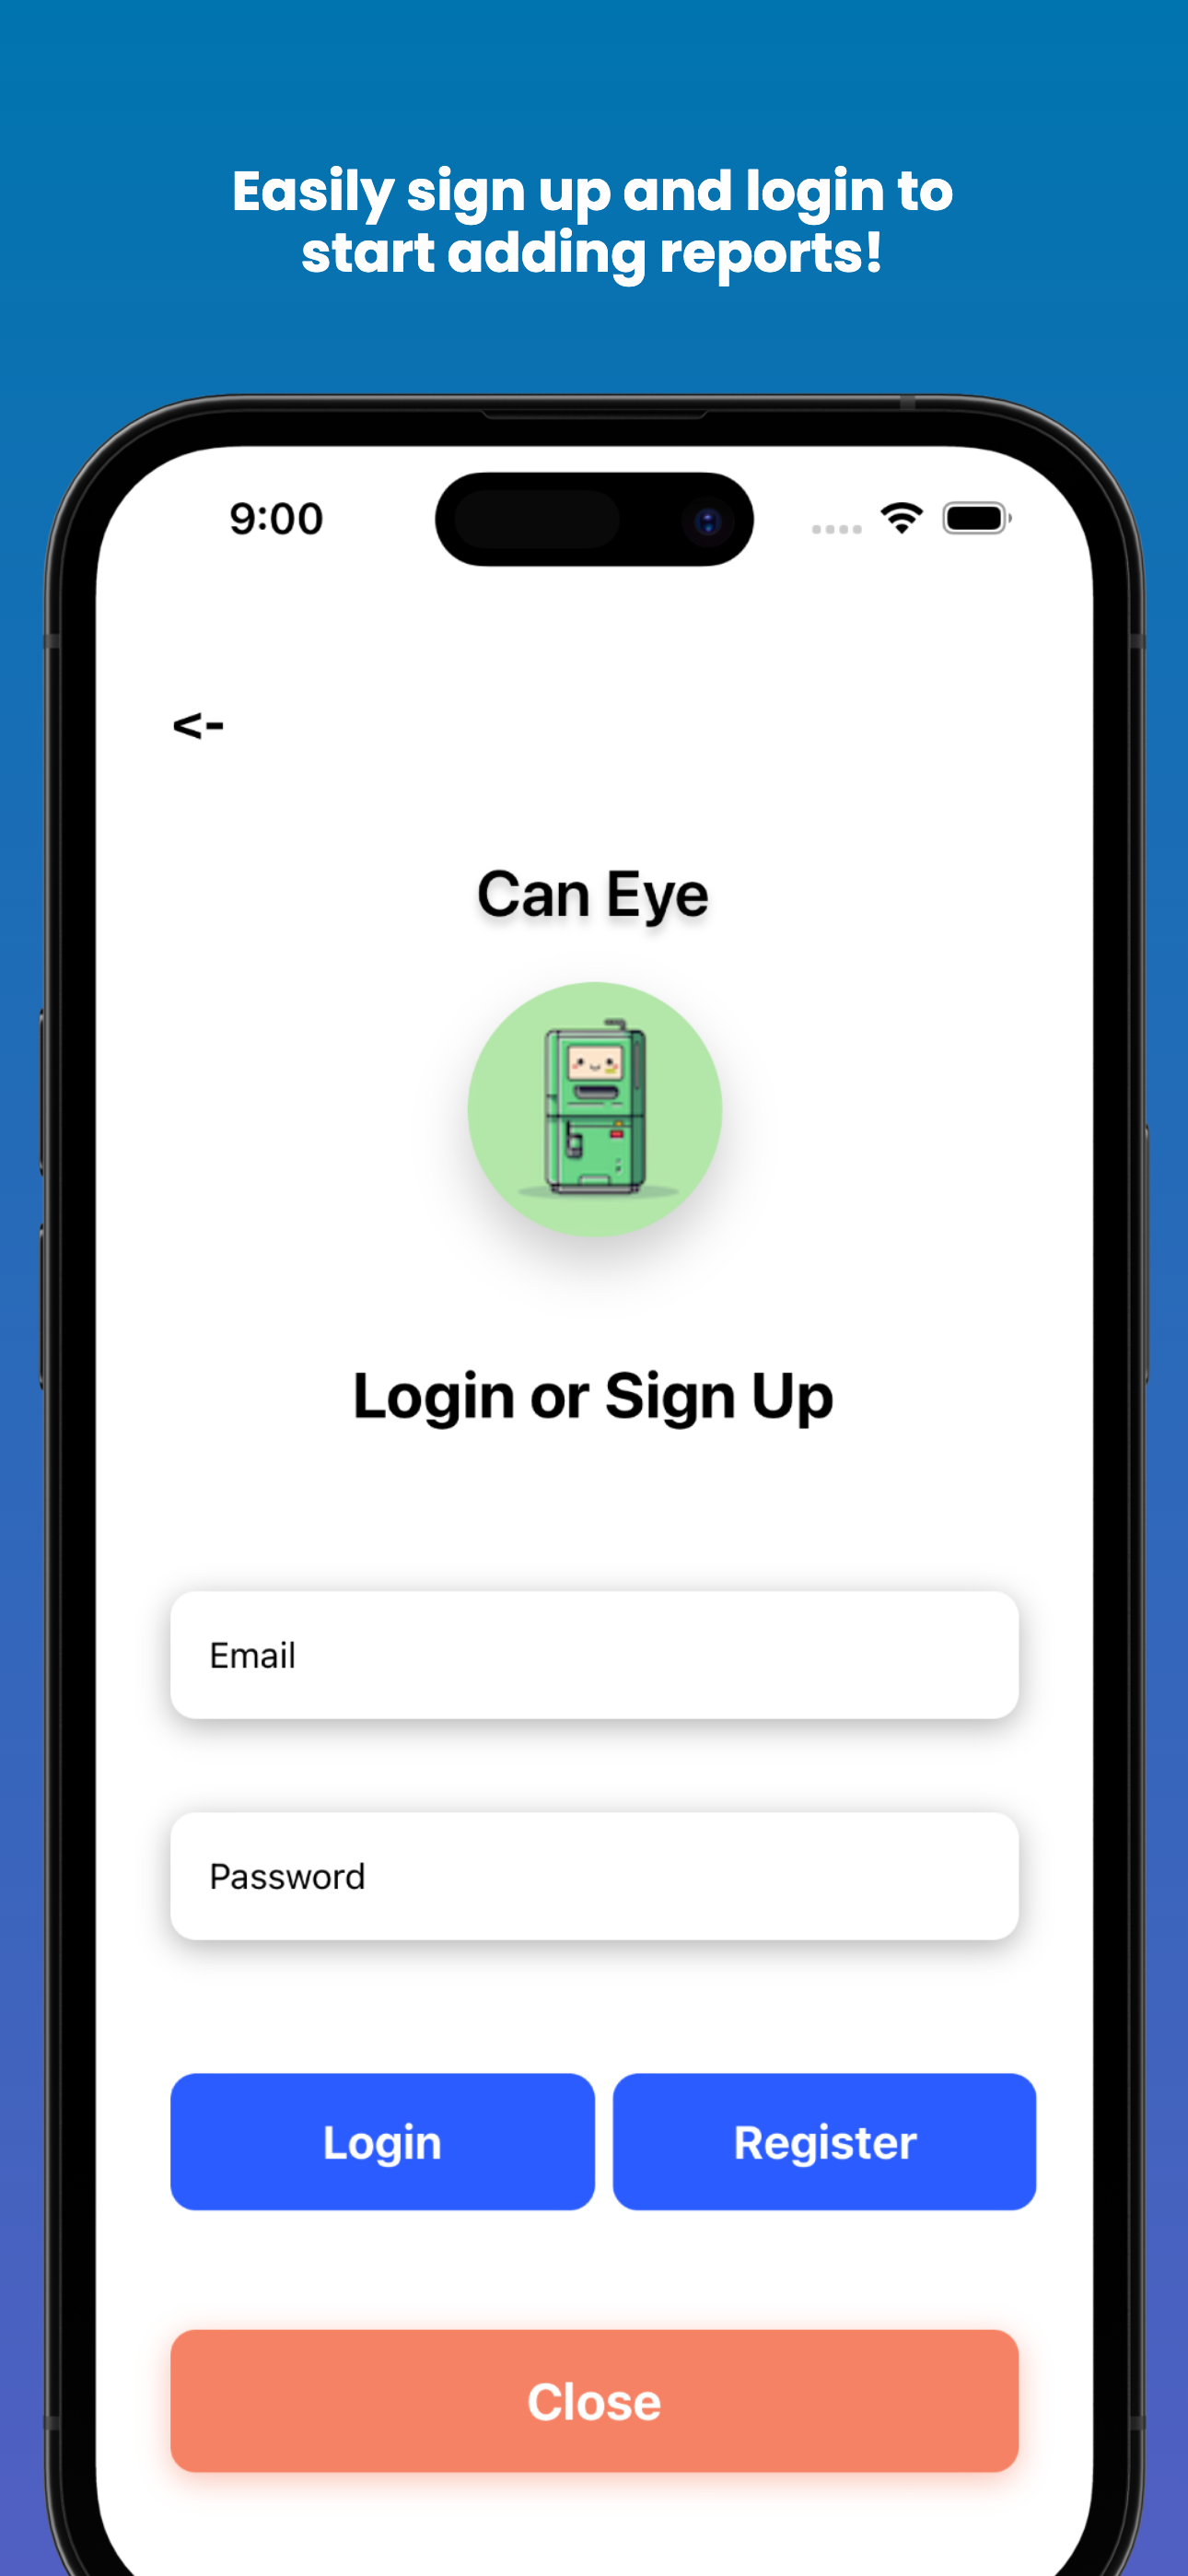 Easily sign up and login to
start adding reports!
9:00
<-
Can Eye
Login or Sign Up
Email
Password
Login Register
Close